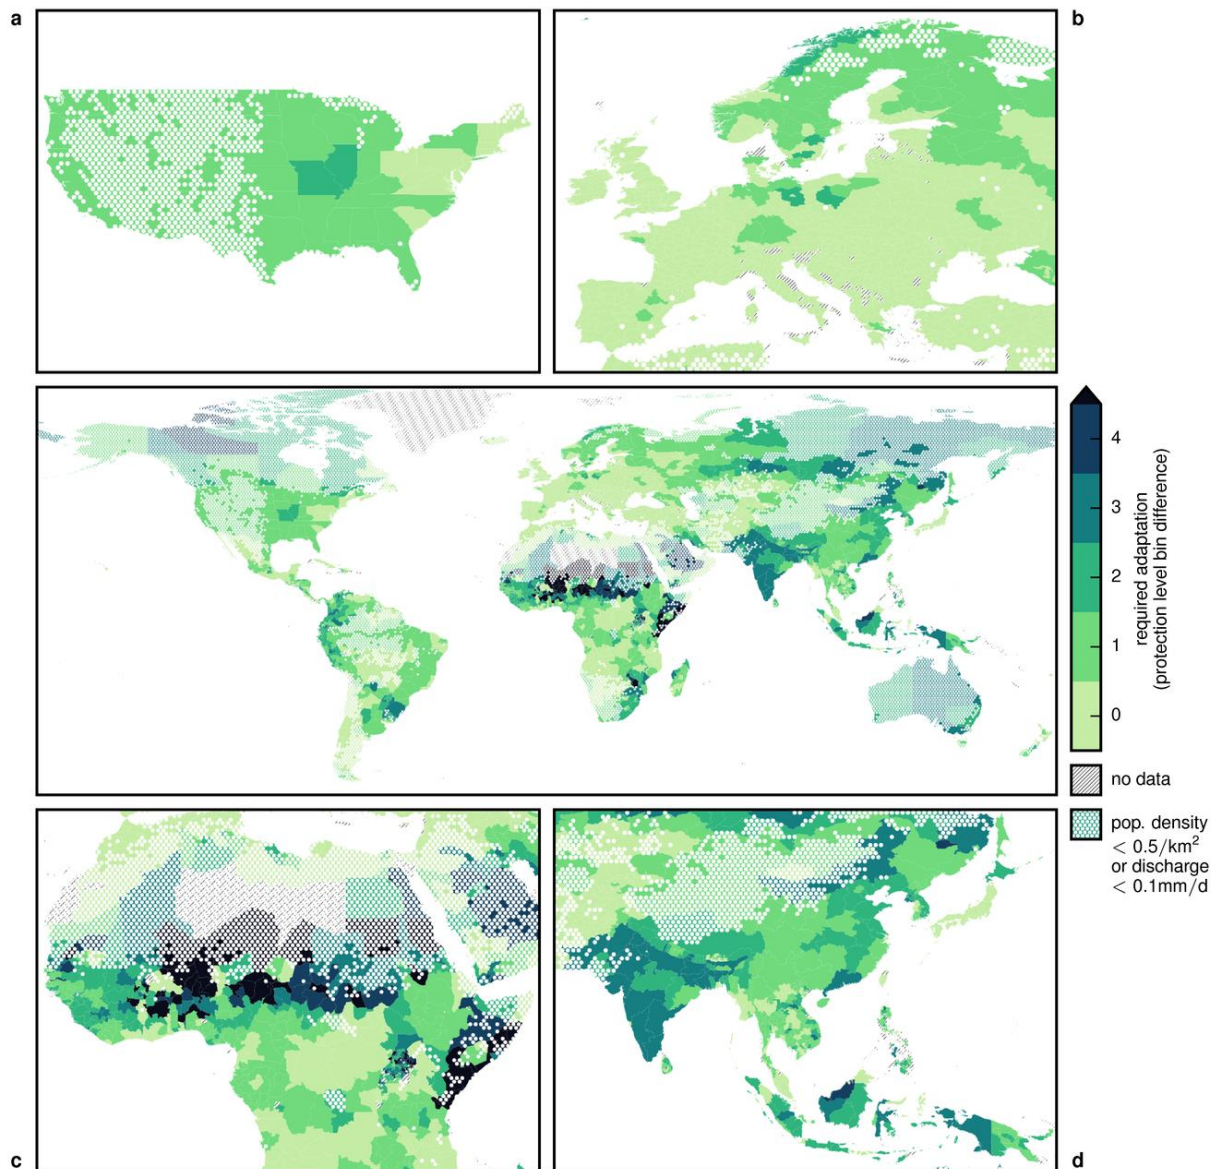 a
b
4
3
2
1
0
required adaptation
(protection level bin difference)
no data
pop. density
< 0.5/km²
or discharge
< 0.1mm/d
c
d